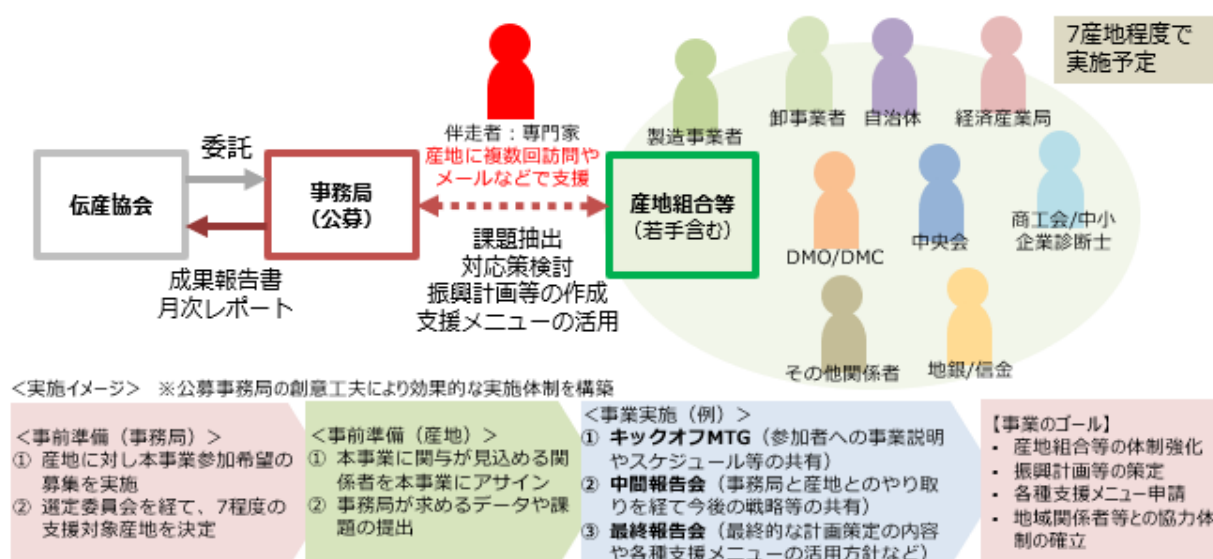 7産地程度で
実施予定
伴走者：専門家
産地に複数回訪問や
メールなどで支援
製造事業者
卸事業者
自治体
経済産業局
委託
伝産協会
事務局
（公募）
産地組合等
（若手含む）
DMO/DMC
中央会
商工会/中小
企業診断士
成果報告書
月次レポート
課題抽出
対応策検討
振興計画等の作成
支援メニューの活用
その他関係者
地銀/信金
＜実施イメージ＞ ※公募事務局の創意工夫により効果的な実施体制を構築
＜事前準備（事務局）＞
① 産地に対し本事業参加希望の
募集を実施
② 選定委員会を経て、7程度の
支援対象産地を決定
＜事前準備（産地）＞
① 本事業に関与が見込める関
係者を本事業にアサイン
② 事務局が求めるデータや課
題の提出
＜事業実施（例）＞
① キックオフMTG（参加者への事業説明
やスケジュール等の共有）
② 中間報告会（事務局と産地とのやり取
りを経て今後の戦略等の共有）
③ 最終報告会（最終的な計画策定の内容
や各種支援メニューの活用方針など）
【事業のゴール】
• 産地組合等の体制強化
• 振興計画等の策定
• 各種支援メニュー申請
• 地域関係者等との協力体
制の確立